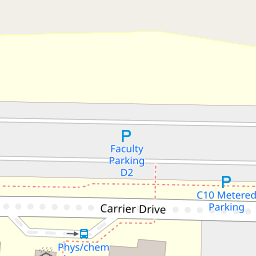 P
Faculty
Parking
D2
P
C10 Metered
Parking
Carrier Drive
Phys/chem